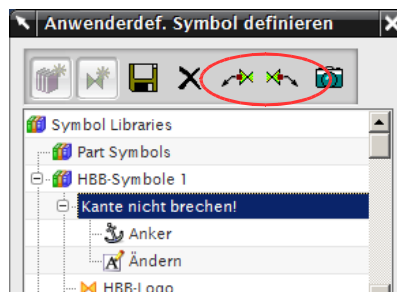 Anwenderdef. Symbol definieren
Symbol Libraries
Part Symbols
HBB-Symbole 1
Kante nicht brechen!
Anker
Ändern
HBB-Logo